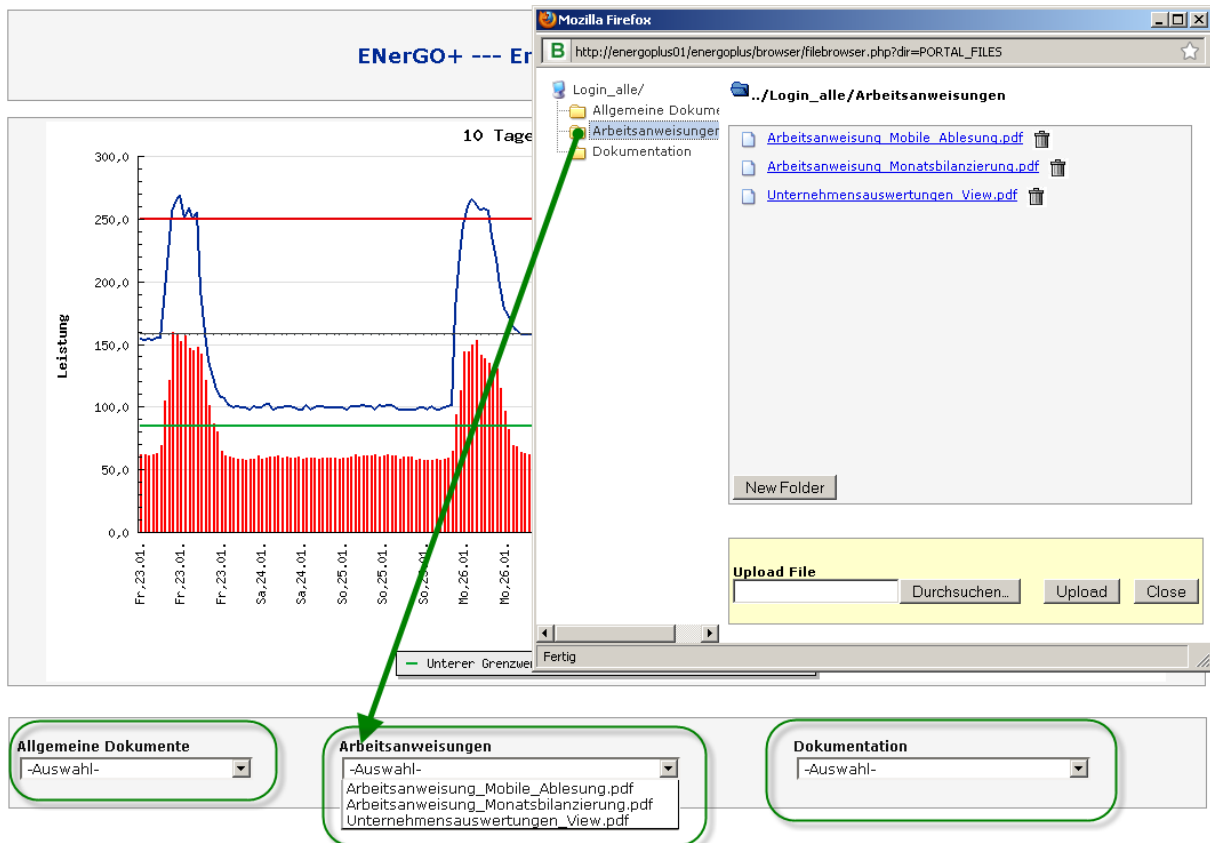 ENerGO+ --- Er
10 Tage
300,0
250,0
200,0
150,0
100,0
50,0
0,0
Leistung
Fr,23.01.
Fr,23.01.
Fr,23.01.
Sa,24.01.
Sa,24.01.
So,25.01.
So,25.01.
So,25.01.
Mo,26.01.
Mo,26.01.
— Unterer Grenzwer
Mozilla Firefox
B http://energoplus01/energoplus/browser/filebrowser.php?dir=PORTAL_FILES
Login_alle/
Allgemeine Dokume
Arbeitsanweisunger
Dokumentation
../Login_alle/Arbeitsanweisungen
Arbeitsanweisung_Mobile_Ablesung.pdf
Arbeitsanweisung_Monatsbilanzierung.pdf
Unternehmensauswertungen_View.pdf
New Folder
Upload File
Durchsuchen... Upload Close
Fertig
Allgemeine Dokumente
-Auswahl-
Arbeitsanweisungen
-Auswahl-
Arbeitsanweisung_Mobile_Ablesung.pdf
Arbeitsanweisung_Monatsbilanzierung.pdf
Unternehmensauswertungen_View.pdf
Dokumentation
-Auswahl-